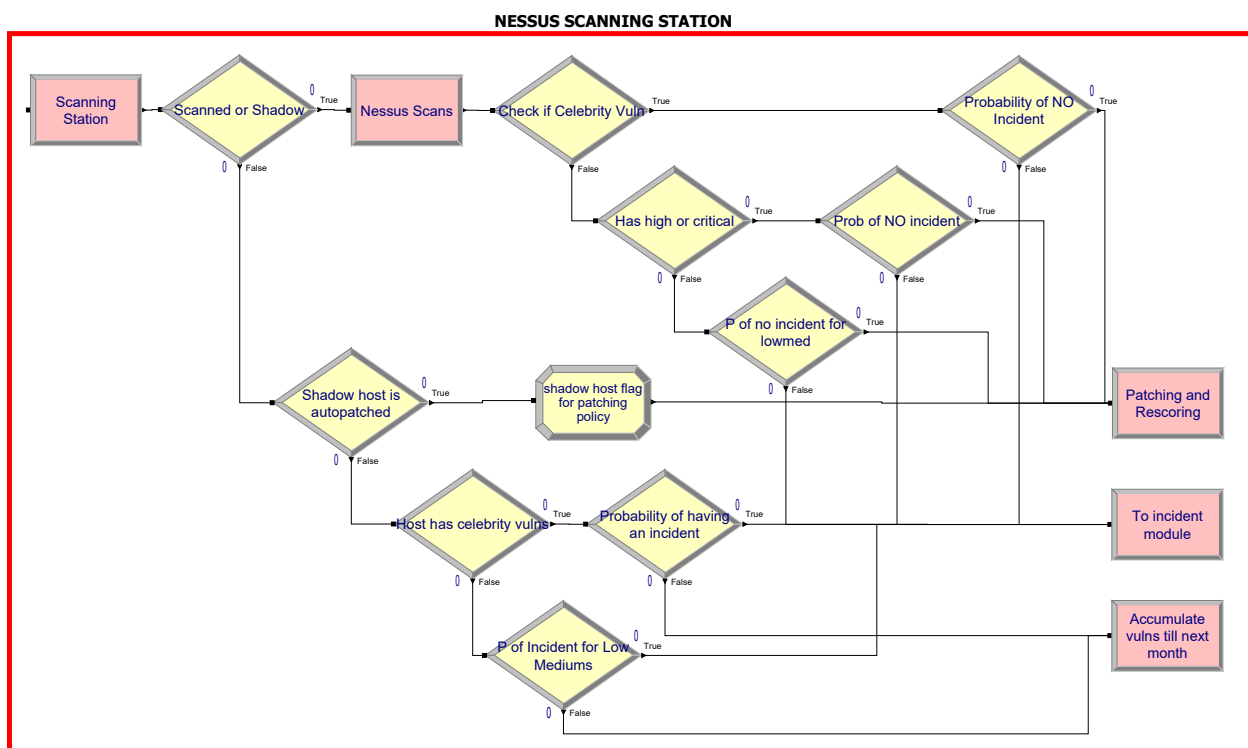 NESSUS SCANNING STATION
Scanning
Station
Scanned or Shadow
0
True
0
False
Nessus Scans
Check if Celebrity Vuln
0
True
0
False
Probability of NO
Incident
0
True
0
False
Has high or critical
0
True
0
False
Prob of NO incident
0
True
0
False
P of no incident for
lowmed
0
True
0
False
Shadow host is
autopatched
0
True
0
False
shadow host flag
for patching
policy
Patching and
Rescoring
Host has celebrity vulns
0
True
0
False
Probability of having
an incident
0
True
0
False
To incident
module
P of Incident for Low
Mediums
0
True
0
False
Accumulate
vulns till next
month